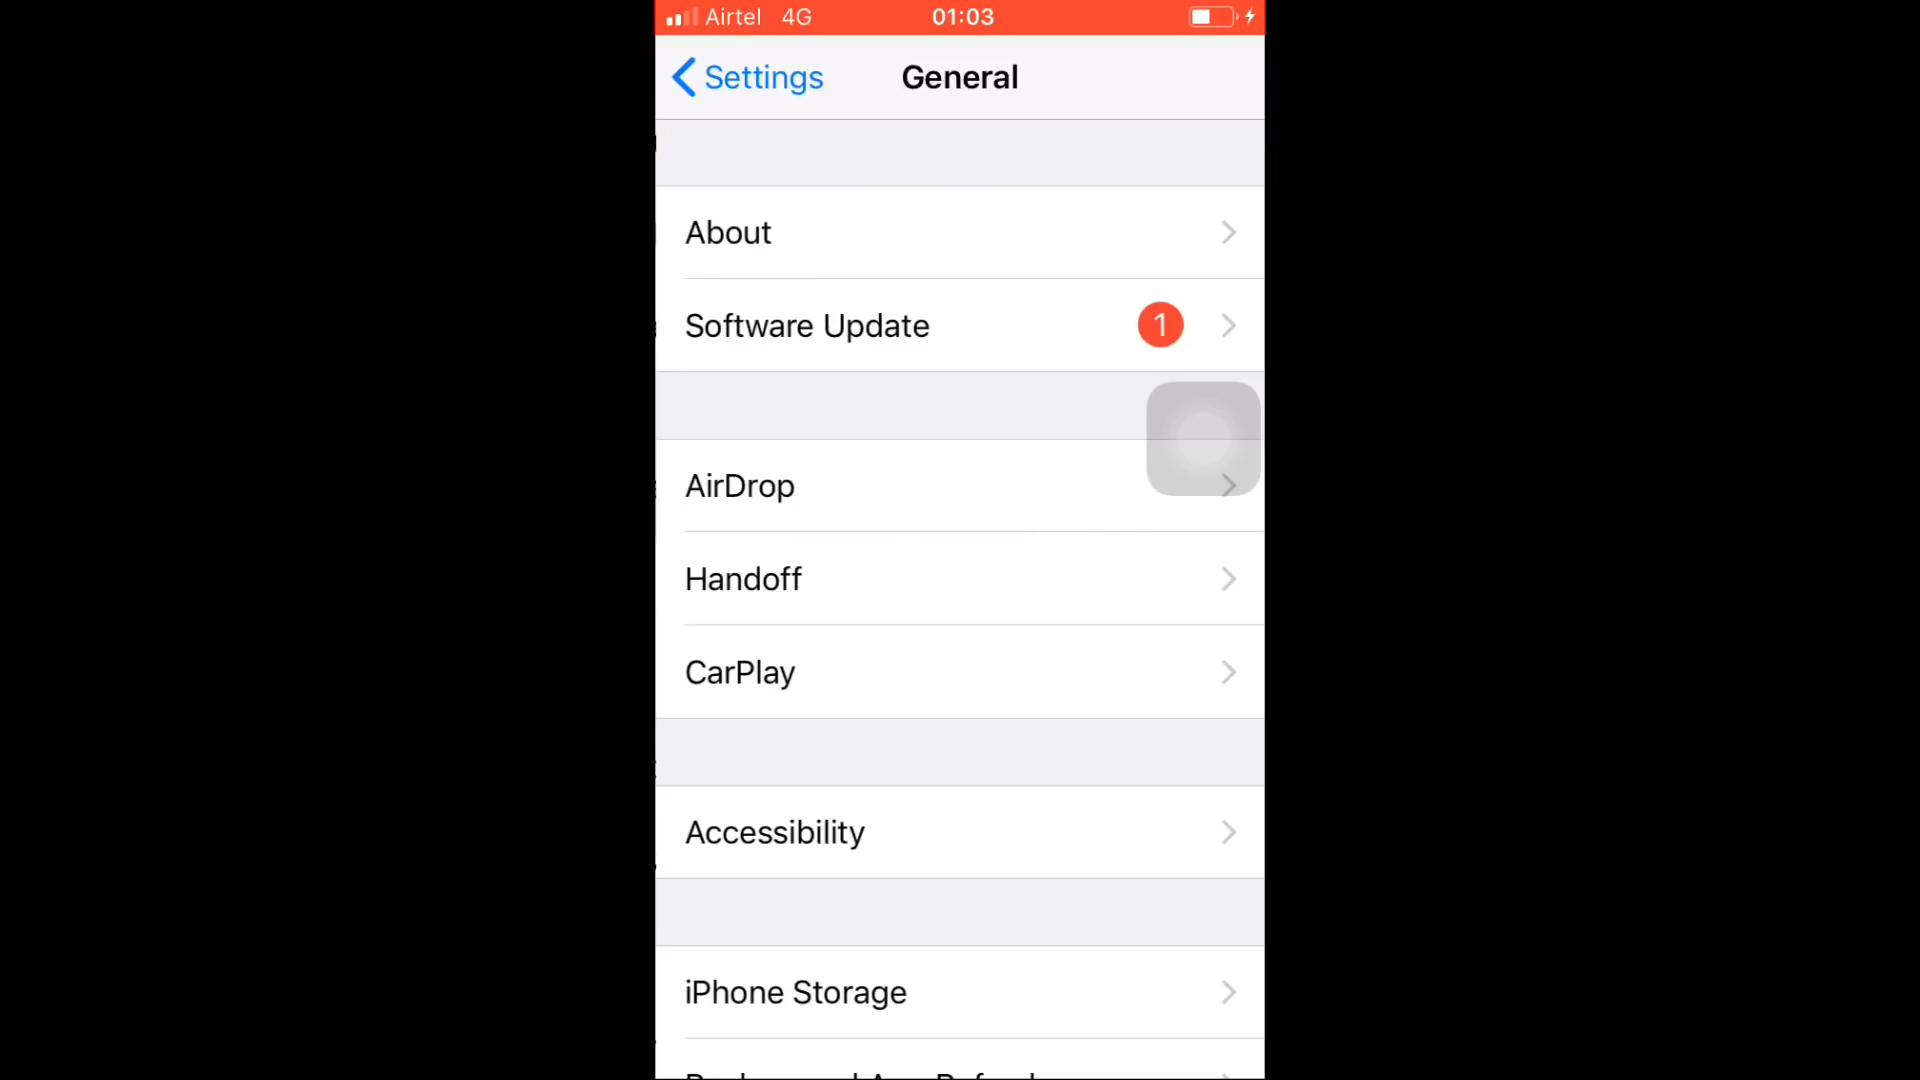 Airtel 4G 01:03
Settings General
About
Software Update 1
AirDrop
Handoff
CarPlay
Accessibility
iPhone Storage